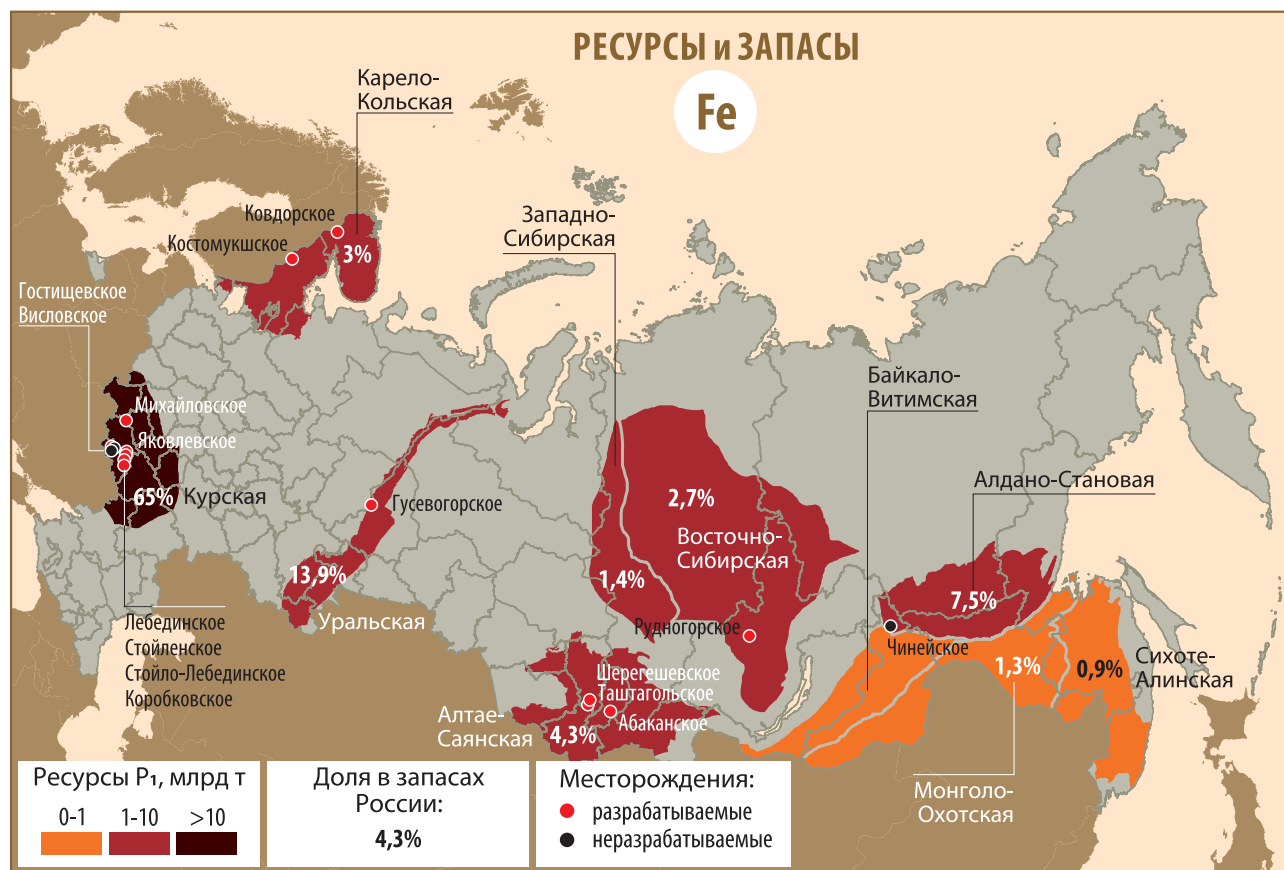 РЕСУРСЫ и ЗАПАСЫ
Fe
Карело-
Кольская
Ковдорское
Костомукшское
3%
Западно-
Сибирская
Гостищевское
Висловское
Михайловское
Яковлевское
65%
Курская
Байкало-
Витимская
Алдано-Становая
Гусевогорское
2,7%
Восточно-
Сибирская
13,9%
1,4%
7,5%
Уральская
Рудногорское
Чинейское
Лебединское
Стойленское
Стойло-Лебединское
Коробковское
Шерегешевское
Таштагольское
Абаканское
1,3%
0,9%
Сихоте-
Алинская
Алтае-
Саянская
4,3%
Монголо-
Охотская
Ресурсы P₁, млрд т
0-1
1-10
>10
Доля в запасах
России:
4,3%
Месторождения:
разрабатываемые
неразрабатываемые